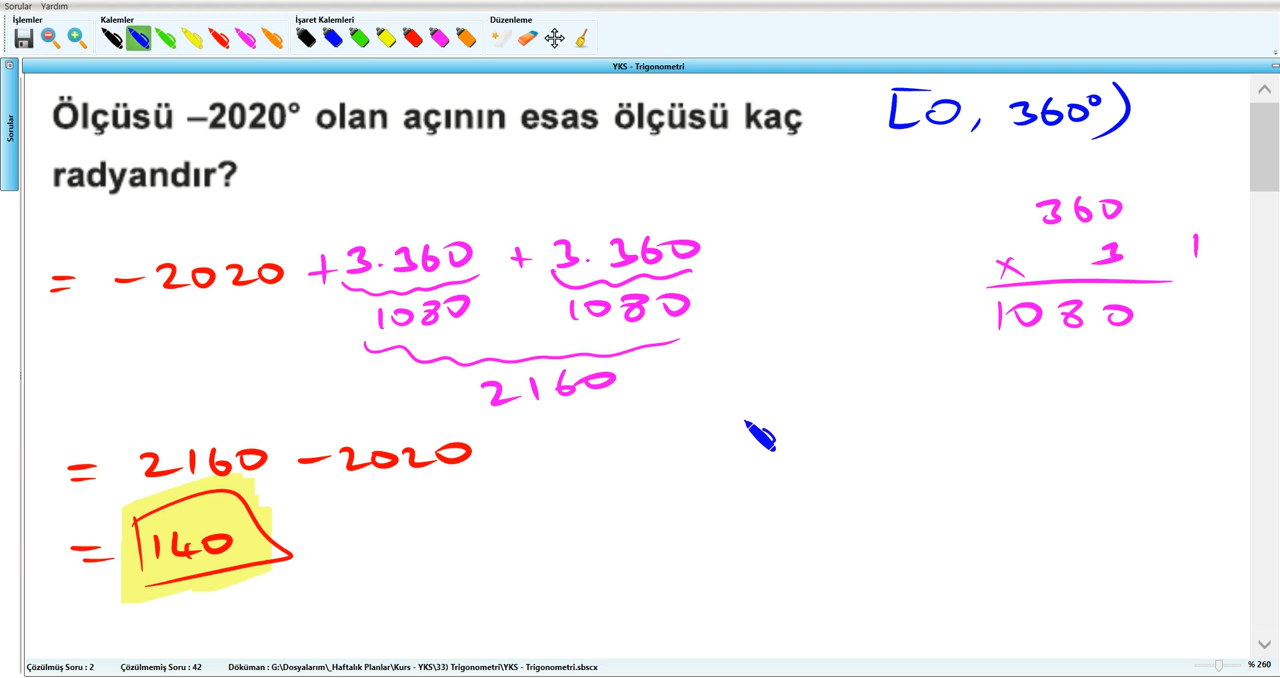 Sorular Yardım
İşlemler Kalemler İşaret Kalemleri Düzenleme
YKS - Trigonometri
Sorular
Ölçüsü –2020° olan açının esas ölçüsü kaç
radyandır?
[0, 360°)
= -2020 + 3.360 + 3.360
1080 1080
2160
360
x 3 1
1080
= 2160 - 2020
= 140
Çözülmüş Soru : 2 Çözülmemiş Soru : 42 Döküman : G:\Dosyalarım\_Haftalık Planlar\Kurs - YKS\33) Trigonometri\YKS - Trigonometri.sbscx % 260